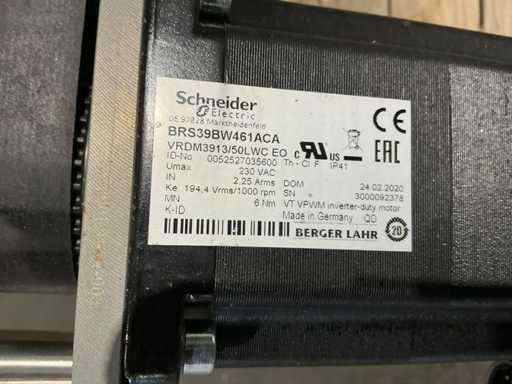 Schneider
Electric
DE 97828 Marktheidenfeld
BRS39BW461ACA
VRDM3913/50LWC EO
ID-No 0052527035600 Th-Cl F IP41
Umax 230 VAC
IN 2,25 Arms DOM 24.02.2020
Ke 194,4 Vrms/1000 rpm SN 3000092378
MN 6 Nm VT VPWM inverter-duty motor
K-ID Made in Germany QD
BERGER LAHR 20
CE
c UR US
EAC